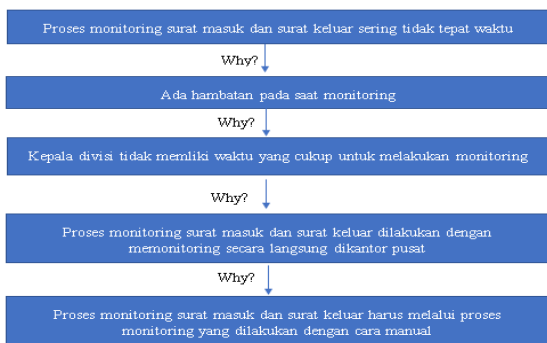 Proses monitoring surat masuk dan surat keluar sering tidak tepat waktu
Why?
Ada hambatan pada saat monitoring
Why?
Kepala divisi tidak memliki waktu yang cukup untuk melakukan monitoring
Why?
Proses monitoring surat masuk dan surat keluar dilakukan dengan
memonitoring secara langsung dikantor pusat
Why?
Proses monitoring surat masuk dan surat keluar harus melalui proses
monitoring yang dilakukan dengan cara manual